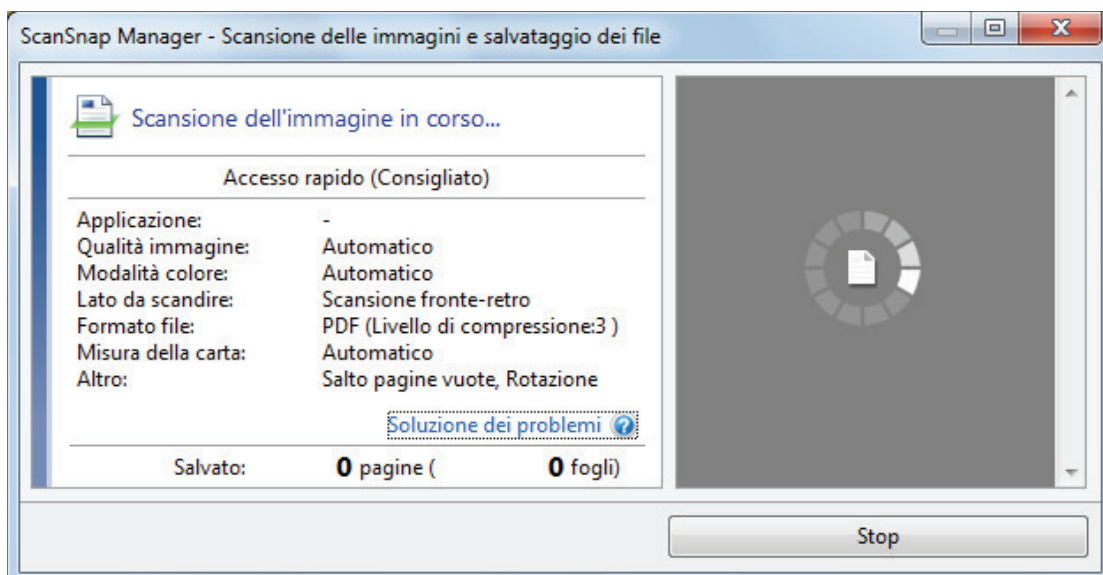 ScanSnap Manager - Scansione delle immagini e salvataggio dei file
Scansione dell'immagine in corso...
Accesso rapido (Consigliato)
Applicazione: -
Qualità immagine: Automatico
Modalità colore: Automatico
Lato da scandire: Scansione fronte-retro
Formato file: PDF (Livello di compressione:3 )
Misura della carta: Automatico
Altro: Salto pagine vuote, Rotazione
Soluzione dei problemi
Salvato: 0 pagine ( 0 fogli)
Stop